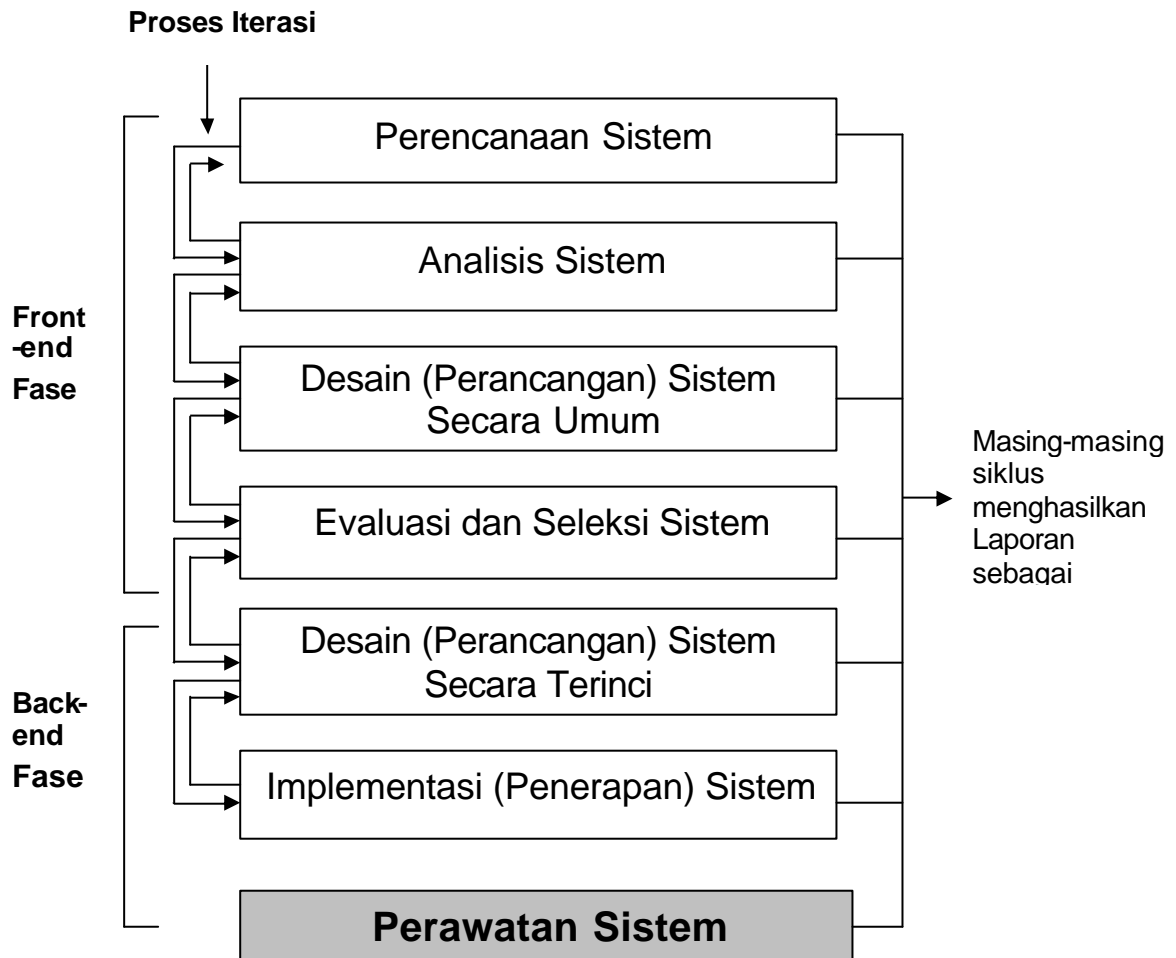 Proses Iterasi
Perencanaan Sistem
Analisis Sistem
Front
-end
Fase
Desain (Perancangan) Sistem
Secara Umum
Masing-masing
siklus
menghasilkan
Laporan
sebagai
Evaluasi dan Seleksi Sistem
Desain (Perancangan) Sistem
Secara Terinci
Back-
end
Fase
Implementasi (Penerapan) Sistem
Perawatan Sistem